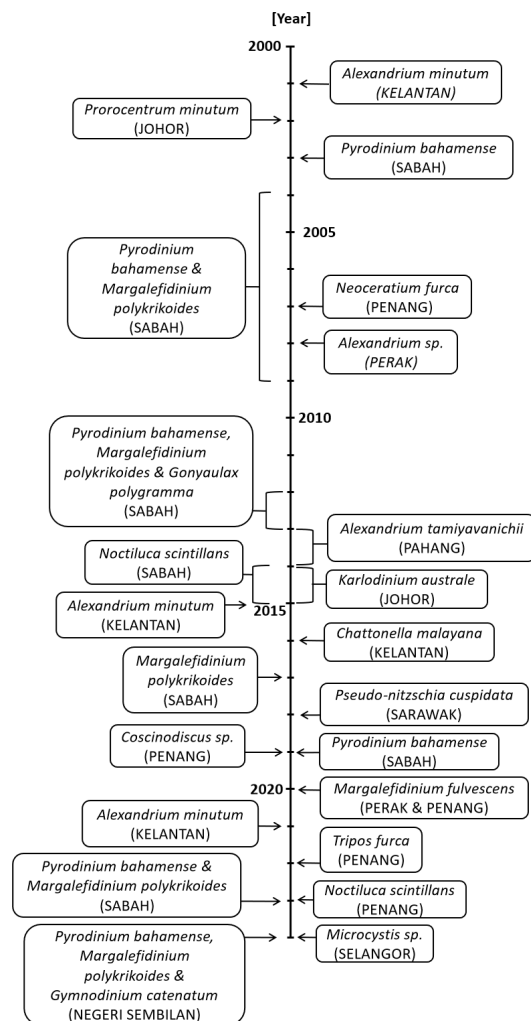 [Year]
2000
Alexandrium minutum
(KELANTAN)
Prorocentrum minutum
(JOHOR)
Pyrodinium bahamense
(SABAH)
2005
Pyrodinium
bahamense &
Margalefidinium
polykrikoides
(SABAH)
Neoceratium furca
(PENANG)
Alexandrium sp.
(PERAK)
2010
Pyrodinium bahamense,
Margalefidinium
polykrikoides & Gonyaulax
polygramma
(SABAH)
Alexandrium tamiyavanichii
(PAHANG)
Noctiluca scintillans
(SABAH)
Karlodinium australe
(JOHOR)
Alexandrium minutum
(KELANTAN)
2015
Chattonella malayana
(KELANTAN)
Margalefidinium
polykrikoides
(SABAH)
Pseudo-nitzschia cuspidata
(SARAWAK)
Coscinodiscus sp.
(PENANG)
Pyrodinium bahamense
(SABAH)
2020
Margalefidinium fulvescens
(PERAK & PENANG)
Alexandrium minutum
(KELANTAN)
Tripos furca
(PENANG)
Pyrodinium bahamense &
Margalefidinium polykrikoides
(SABAH)
Noctiluca scintillans
(PENANG)
Pyrodinium bahamense,
Margalefidinium
polykrikoides &
Gymnodinium catenatum
(NEGERI SEMBILAN)
Microcystis sp.
(SELANGOR)